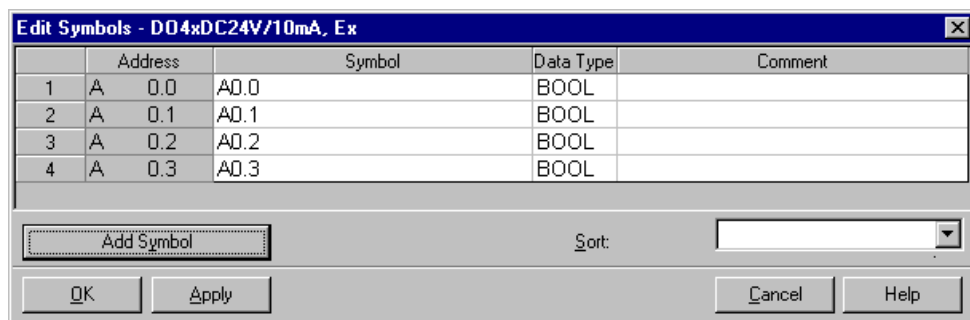 Edit Symbols - DO4xDC24V/10mA, Ex
Address Symbol Data Type Comment
1 A 0.0 A0.0 BOOL
2 A 0.1 A0.1 BOOL
3 A 0.2 A0.2 BOOL
4 A 0.3 A0.3 BOOL
Add Symbol Sort:
OK Apply Cancel Help